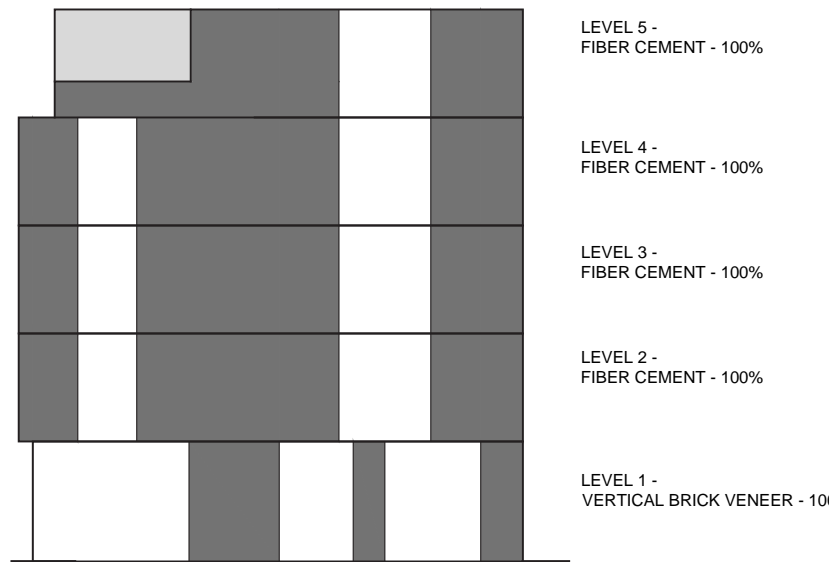 LEVEL 5 -
FIBER CEMENT - 100%
LEVEL 4 -
FIBER CEMENT - 100%
LEVEL 3 -
FIBER CEMENT - 100%
LEVEL 2 -
FIBER CEMENT - 100%
LEVEL 1 -
VERTICAL BRICK VENEER -